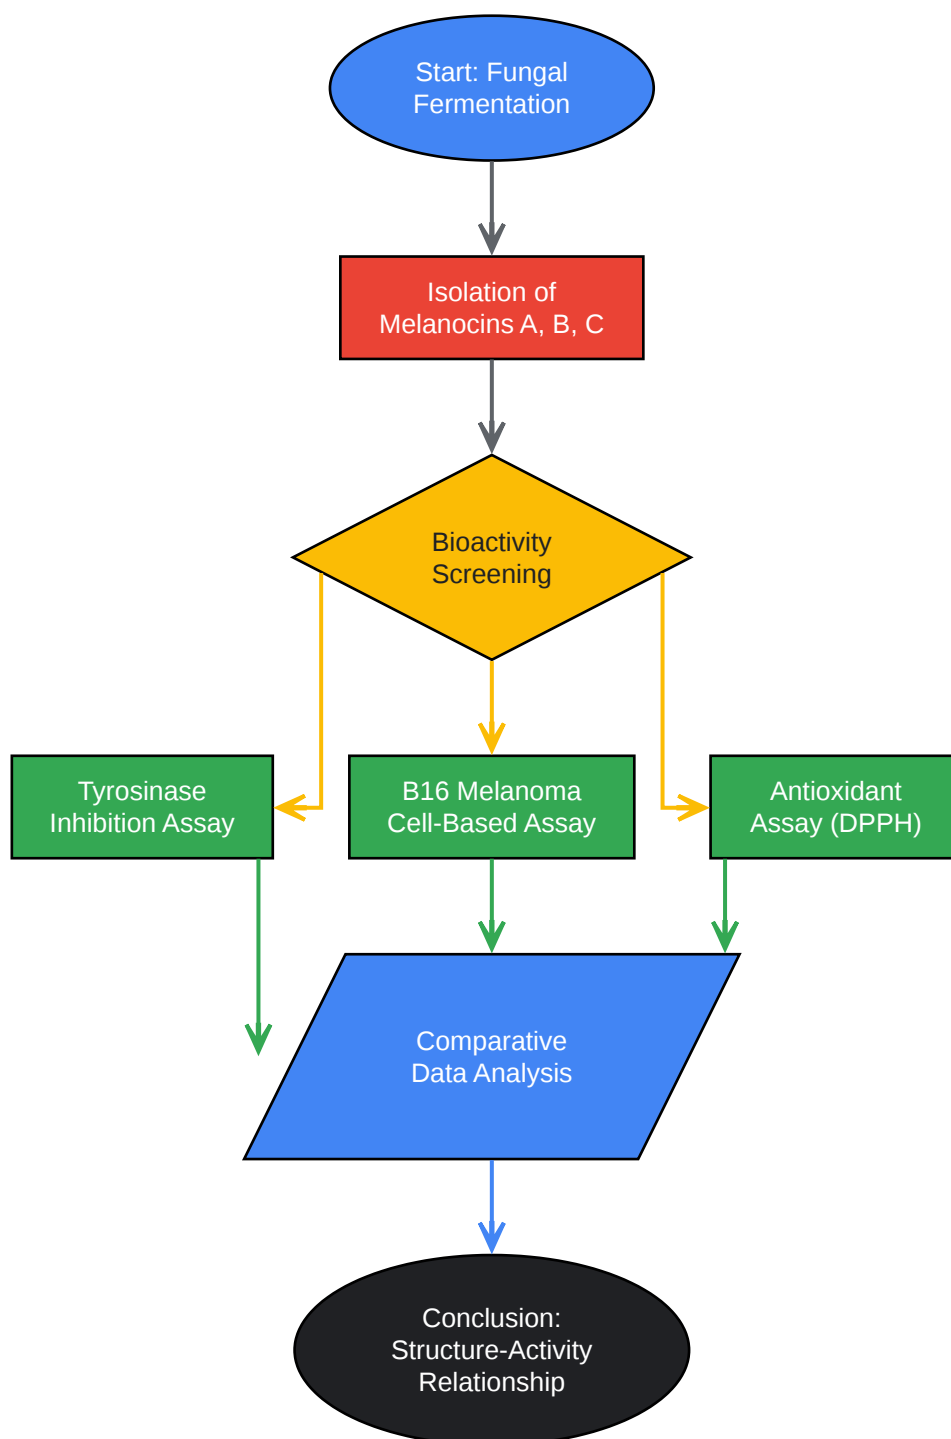 Start: Fungal
Fermentation
Isolation of
Melanocins A, B, C
Bioactivity
Screening
Tyrosinase
Inhibition Assay
B16 Melanoma
Cell-Based Assay
Antioxidant
Assay (DPPH)
Comparative
Data Analysis
Conclusion:
Structure-Activity
Relationship